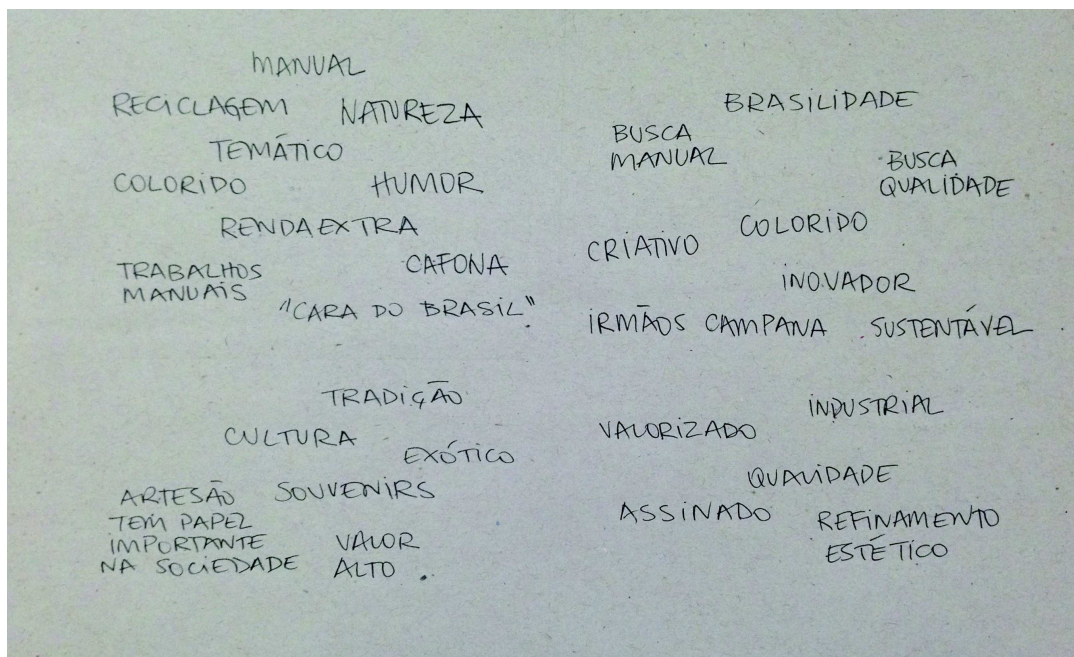 MANUAL
RECICLAGEM NATUREZA
TEMÁTICO
COLORIDO HUMOR
RENDA EXTRA
TRABALHOS
MANUAIS
CAFONA
"CARA DO BRASIL"
BRASILIDADE
BUSCA
MANUAL
BUSCA
QUALIDADE
COLORIDO
CRIATIVO
INOVADOR
IRMÃOS CAMPANA SUSTENTÁVEL
TRADIÇÃO
CULTURA
EXÓTICO
ARTESÃO SOUVENIRS
TEM PAPEL
IMPORTANTE
NA SOCIEDADE
VALOR
ALTO
INDUSTRIAL
VALORIZADO
QUALIDADE
ASSINADO
REFINAMENTO
ESTÉTICO